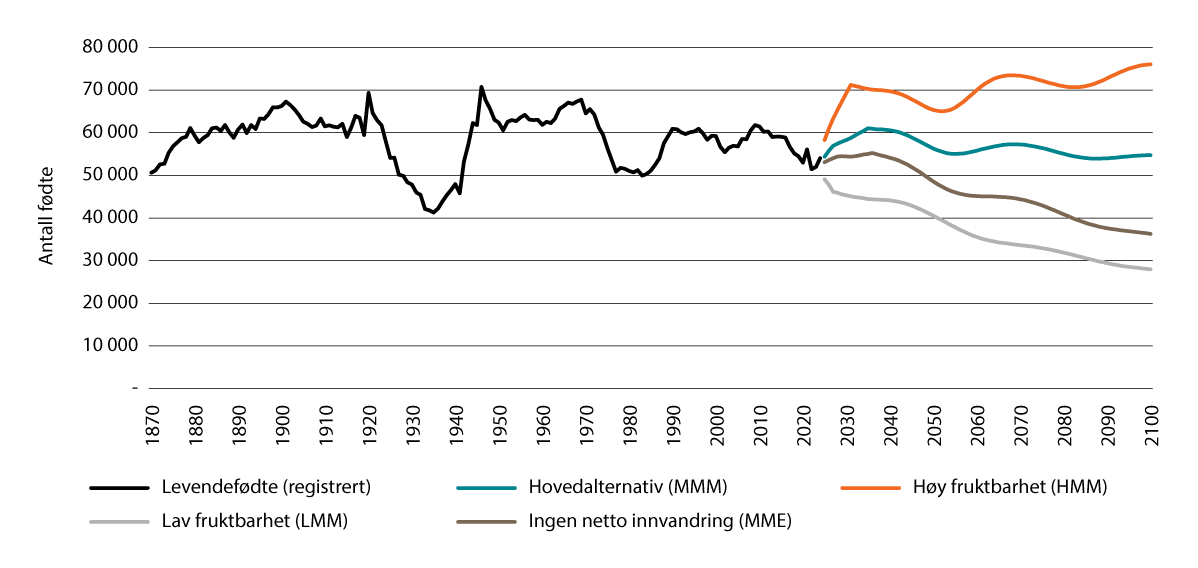 80 000
70 000
60 000
50 000
40 000
30 000
20 000
10 000
-
Antall fødte
1870 1880 1890 1900 1910 1920 1930 1940 1950 1960 1970 1980 1990 2000 2010 2020 2030 2040 2050 2060 2070 2080 2090 2100
Levendefødte (registrert) Hovedalternativ (MMM) Høy fruktbarhet (HMM)
Lav fruktbarhet (LMM) Ingen netto innvandring (MME)